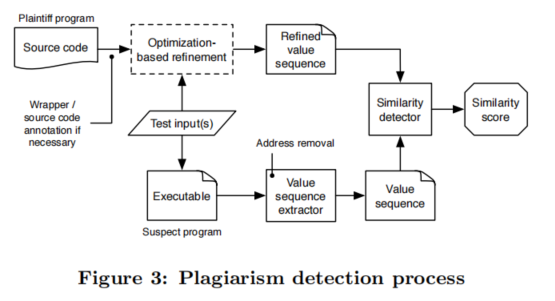 Plaintiff program
Source code
Optimization-
based refinement
Refined
value
sequence
Wrapper /
source code
annotation if
necessary
Test input(s)
Similarity
detector
Similarity
score
Address removal
Executable
Value
sequence
extractor
Value
sequence
Suspect program
Figure 3: Plagiarism detection process